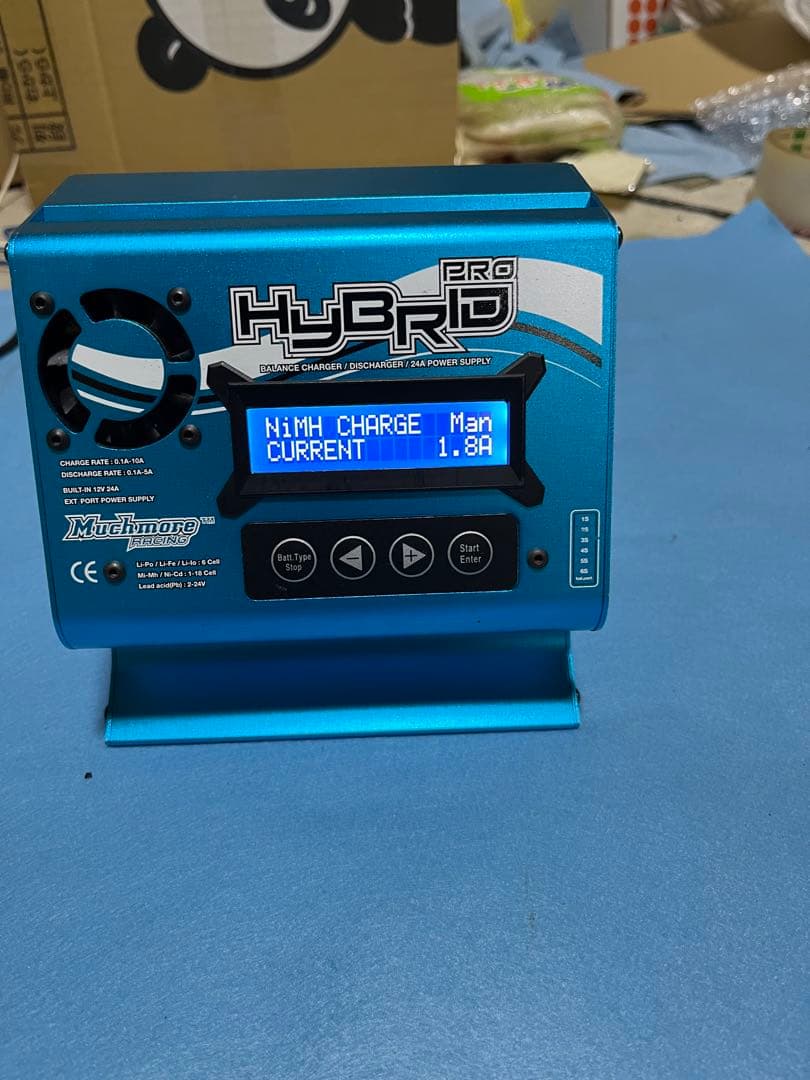 PRO
HYBRID
BALANCE CHARGER / DISCHARGER / 24A POWER SUPPLY
NiMH CHARGE Man
CURRENT 1.8A
CHARGE RATE : 0.1A-10A
DISCHARGE RATE : 0.1A-5A
BUILT-IN 12V 24A
EXT. PORT POWER SUPPLY
Muchmore TM
RACING
CE
Li-Po / Li-Fe / Li-Io : 6 Cell
Mi-Mh / Ni-Cd : 1-18 Cell
Lead acid(Pb) : 2-24V
Batt.Type
Stop
−
+
Start
Enter
1S
3S
4S
5S
6S